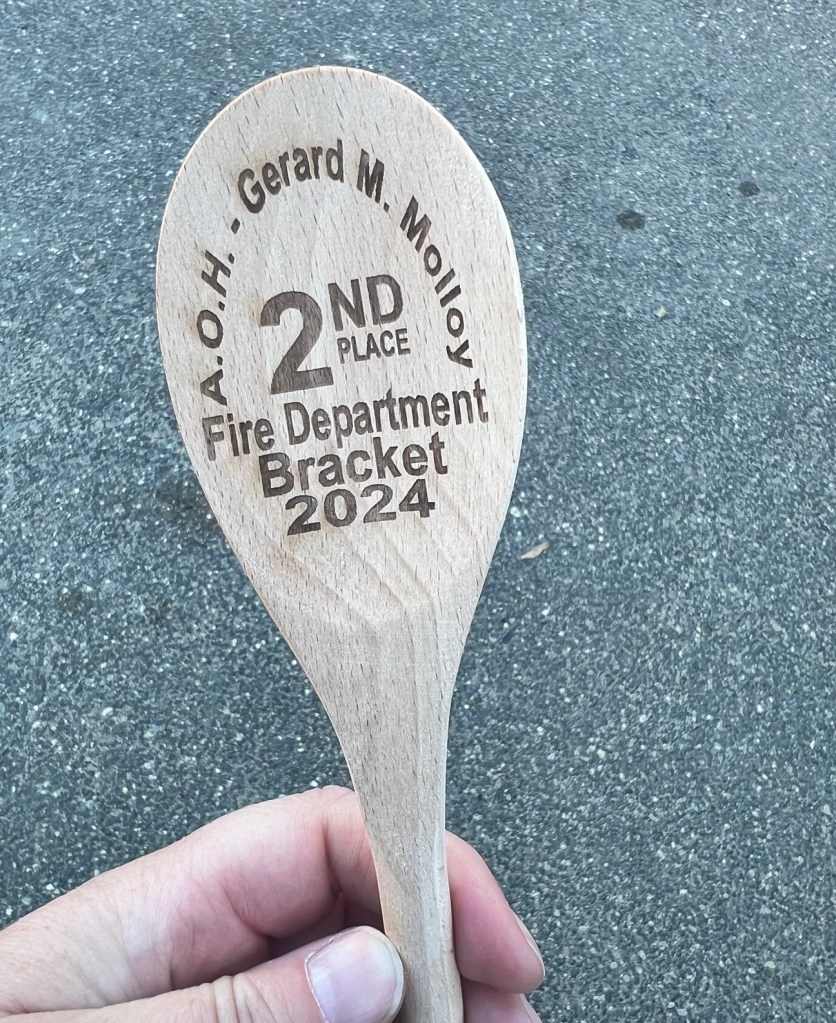 A.O.H. - Gerard M. Molloy
2ND
PLACE
Fire Department
Bracket
2024